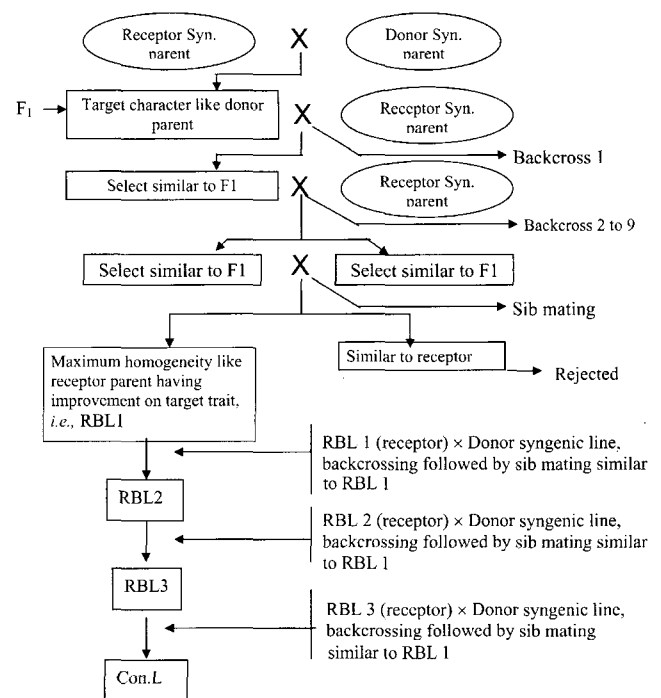 Receptor Syn.
parent
X
Donor Syn.
parent
F1
Target character like donor
parent
X
Receptor Syn.
parent
Backcross 1
Select similar to F1
X
Receptor Syn.
parent
Backcross 2 to 9
Select similar to F1
X
Select similar to F1
Sib mating
Maximum homogeneity like
receptor parent having
improvement on target trait,
i.e., RBL1
Similar to receptor
Rejected
RBL 1 (receptor) × Donor syngenic line,
backcrossing followed by sib mating similar
to RBL 1
RBL2
RBL 2 (receptor) × Donor syngenic line,
backcrossing followed by sib mating similar
to RBL 1
RBL3
RBL 3 (receptor) × Donor syngenic line,
backcrossing followed by sib mating
similar to RBL 1
Con.L